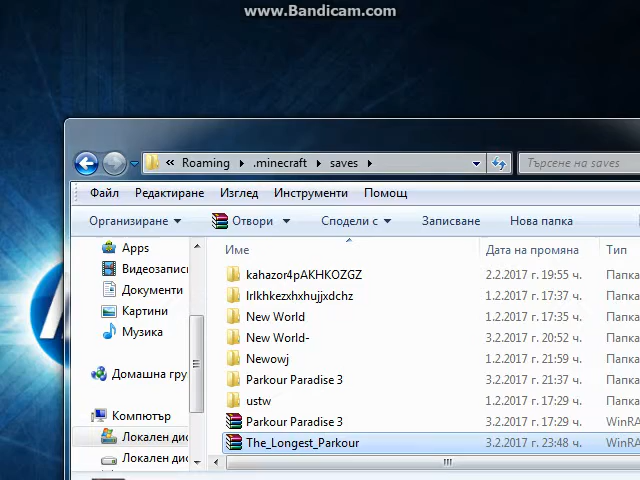 www.Bandicam.com
« Roaming .minecraft saves Търсене на saves
Файл Редактиране Изглед Инструменти Помощ
Организиране Отвори Сподели с Записване Нова папка
Apps
Видеозаписи
Документи
Картини
Музика
Домашна гру
Компютър
Локален дис
Локален дис
Име Дата на промяна Тип
kahazor4pAKHKOZGZ 2.2.2017 г. 19:55 ч. Папка
lrlkhkezxhxhujjxdchz 1.2.2017 г. 17:37 ч. Папка
New World 1.2.2017 г. 17:35 ч. Папка
New World- 3.2.2017 г. 20:52 ч. Папка
Newowj 1.2.2017 г. 21:59 ч. Папка
Parkour Paradise 3 3.2.2017 г. 21:37 ч. Папка
ustw 1.2.2017 г. 17:29 ч. Папка
Parkour Paradise 3 3.2.2017 г. 17:29 ч. WinRA
The_Longest_Parkour 3.2.2017 г. 23:48 ч. WinRA